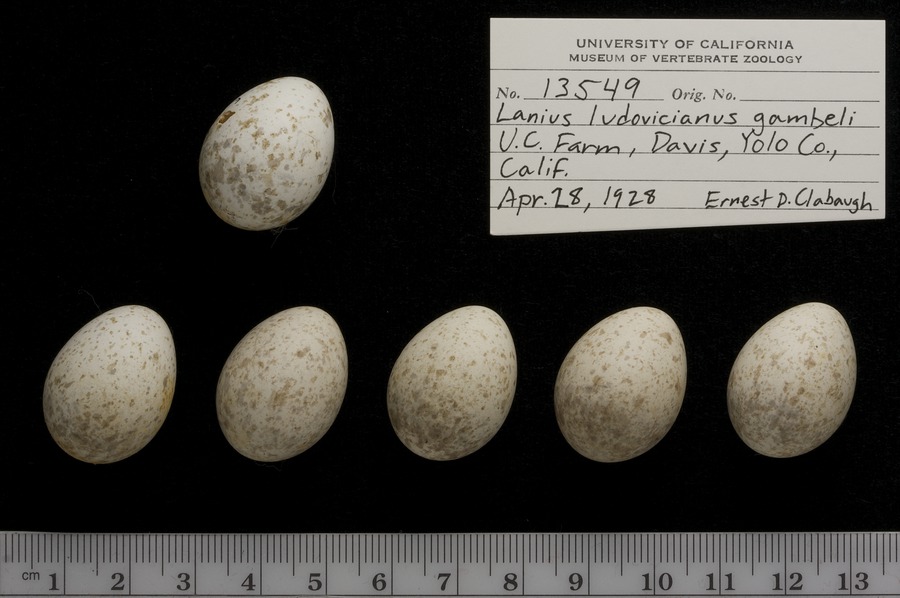 UNIVERSITY OF CALIFORNIA
MUSEUM OF VERTEBRATE ZOOLOGY
No. 13549 Orig. No.
Lanius ludovicianus gambeli
U.C. Farm, Davis, Yolo Co.,
Calif.
Apr. 28, 1928 Ernest D. Clabaugh
cm 1 2 3 4 5 6 7 8 9 10 11 12 13